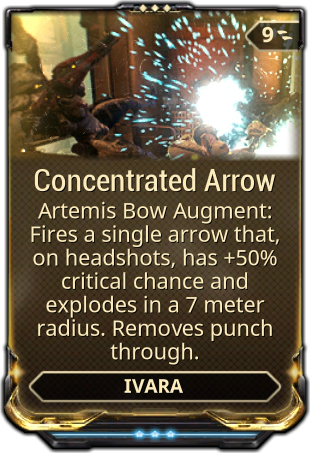 9
Concentrated Arrow
Artemis Bow Augment:
Fires a single arrow that,
on headshots, has +50%
critical chance and
explodes in a 7 meter
radius. Removes punch
through.
IVARA